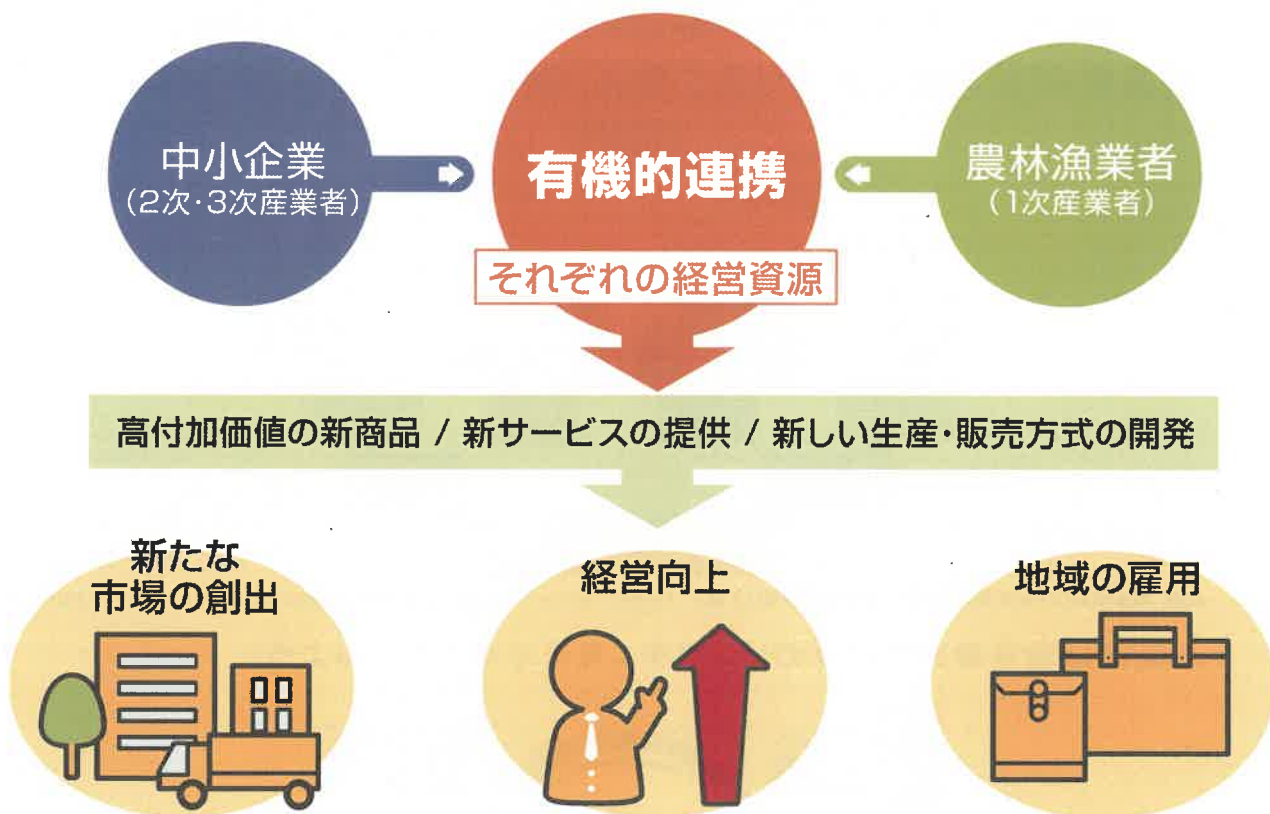 中小企業
(2次・3次産業者)
有機的連携
農林漁業者
(1次産業者)
それぞれの経営資源
高付加価値の新商品 / 新サービスの提供 / 新しい生産・販売方式の開発
新たな
市場の創出
経営向上
地域の雇用